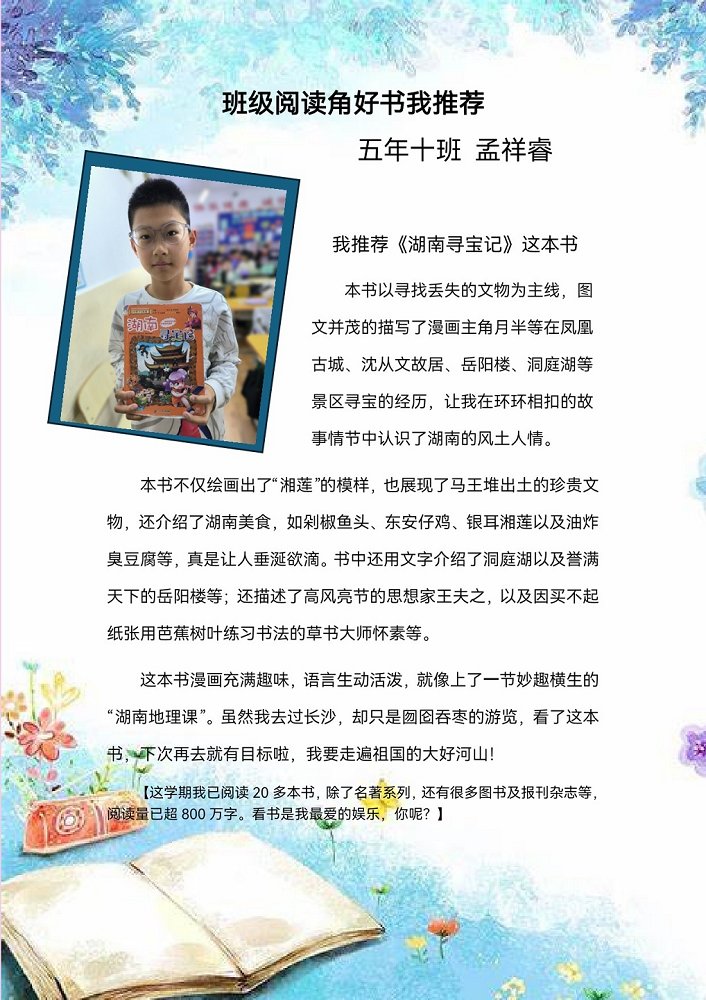 班级阅读角好书我推荐
五年十班 孟祥睿
湖南
寻宝记
我推荐《湖南寻宝记》这本书
本书以寻找丢失的文物为主线，图
文并茂的描写了漫画主角月半等在凤凰
古城、沈从文故居、岳阳楼、洞庭湖等
景区寻宝的经历，让我在环环相扣的故
事情节中认识了湖南的风土人情。
本书不仅绘画出了“湘莲”的模样，也展现了马王堆出土的珍贵文
物，还介绍了湖南美食，如剁椒鱼头、东安仔鸡、银耳湘莲以及油炸
臭豆腐等，真是让人垂涎欲滴。书中还用文字介绍了洞庭湖以及誉满
天下的岳阳楼等；还描述了高风亮节的思想家王夫之，以及因买不起
纸张用芭蕉树叶练习书法的草书大师怀素等。
这本书漫画充满趣味，语言生动活泼，就像上了一节妙趣横生的
“湖南地理课”。虽然我去过长沙，却只是囫囵吞枣的游览，看了这本
书，下次再去就有目标啦，我要走遍祖国的大好河山！
【这学期我已阅读 20 多本书，除了名著系列，还有很多图书及报刊杂志等，
阅读量已超 800 万字。看书是我最爱的娱乐，你呢？】